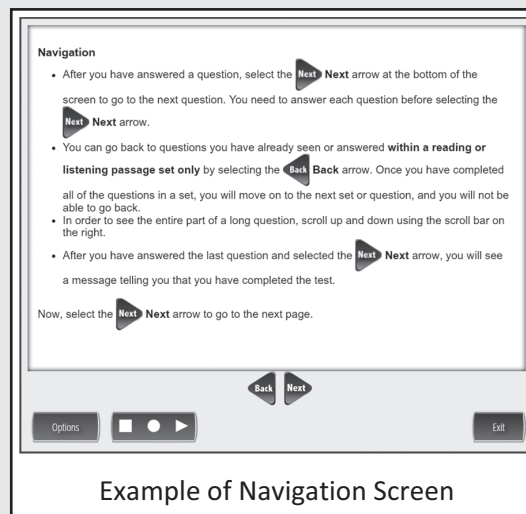 Navigation
• After you have answered a question, select the Next Next arrow at the bottom of the
screen to go to the next question. You need to answer each question before selecting the
Next Next arrow.
• You can go back to questions you have already seen or answered within a reading or
listening passage set only by selecting the Back Back arrow. Once you have completed
all of the questions in a set, you will move on to the next set or question, and you will not be
able to go back.
• In order to see the entire part of a long question, scroll up and down using the scroll bar on
the right.
• After you have answered the last question and selected the Next Next arrow, you will see
a message telling you that you have completed the test.
Now, select the Next Next arrow to go to the next page.
Back Next
Options Exit
Example of Navigation Screen